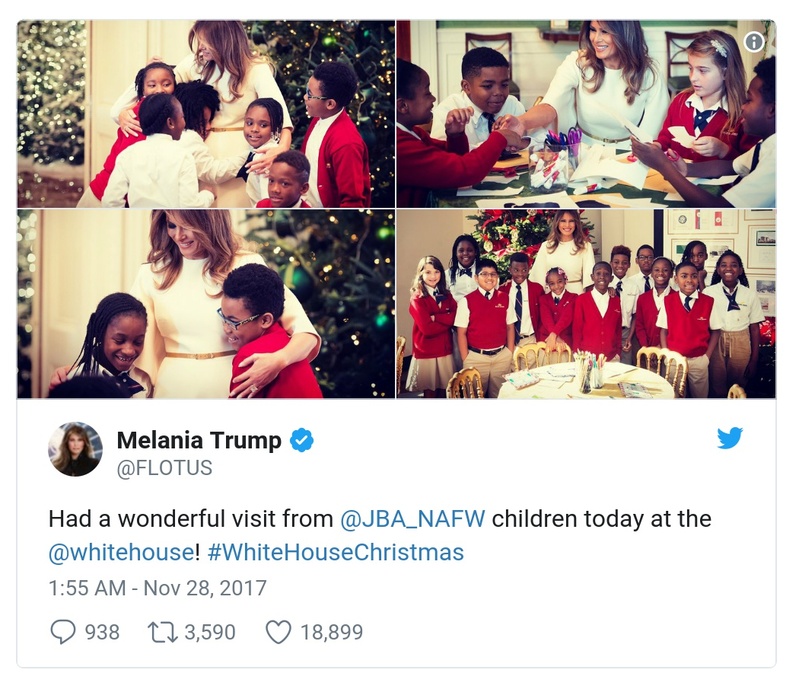 Melania Trump
@FLOTUS
Had a wonderful visit from @JBA_NAFW children today at the
@whitehouse! #WhiteHouseChristmas
1:55 AM - Nov 28, 2017
938 3,590 18,899